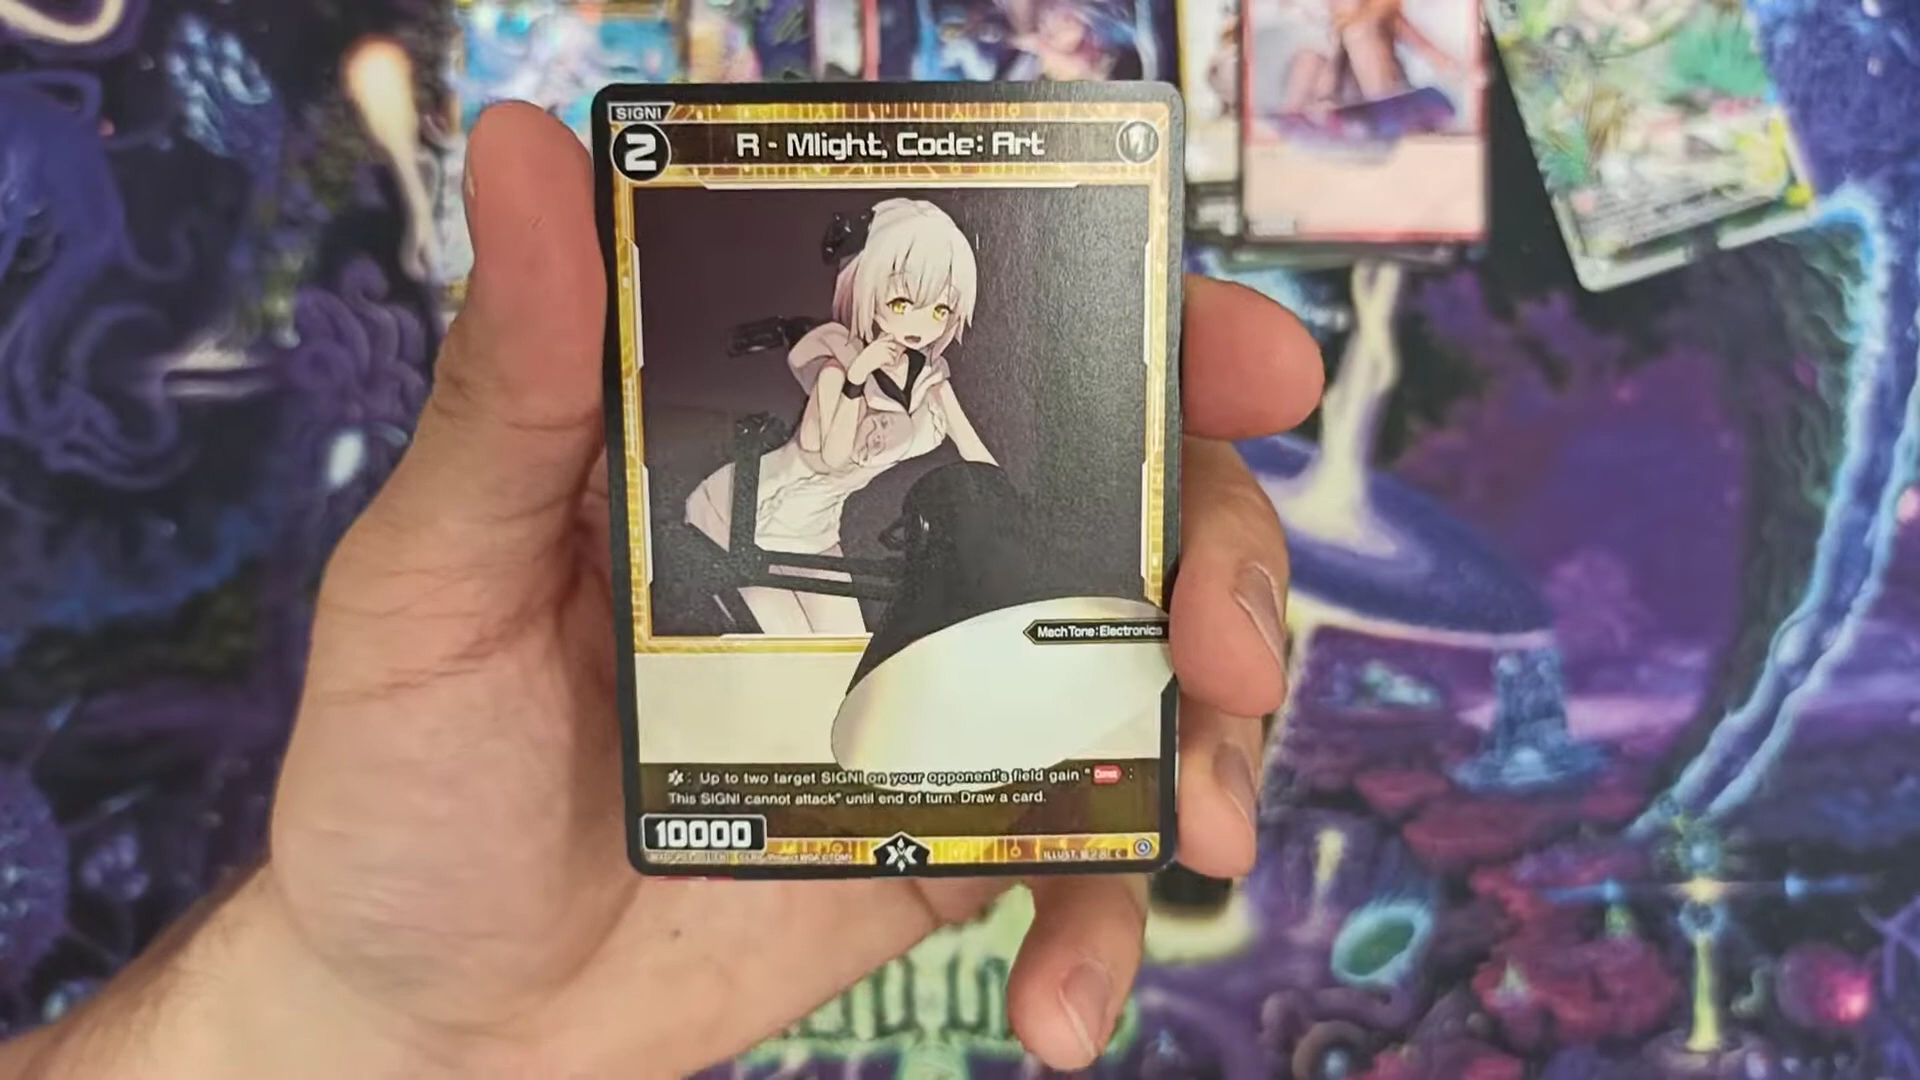 SIGNI
2 R - Mlight, Code: Art
MechTone:Electronics
: Up to two target SIGNI on your opponent's field gain "Const :
This SIGNI cannot attack" until end of turn. Draw a card.
10000
ILLUST.